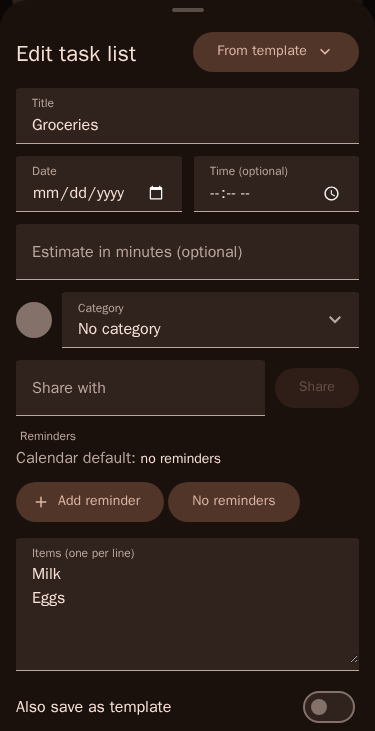 Edit task list
From template
Title
Groceries
Date
Time (optional)
mm/dd/yyyy
--:-- --
Estimate in minutes (optional)
Category
No category
Share with
Share
Reminders
Calendar default: no reminders
+ Add reminder
No reminders
Items (one per line)
Milk
Eggs
Also save as template